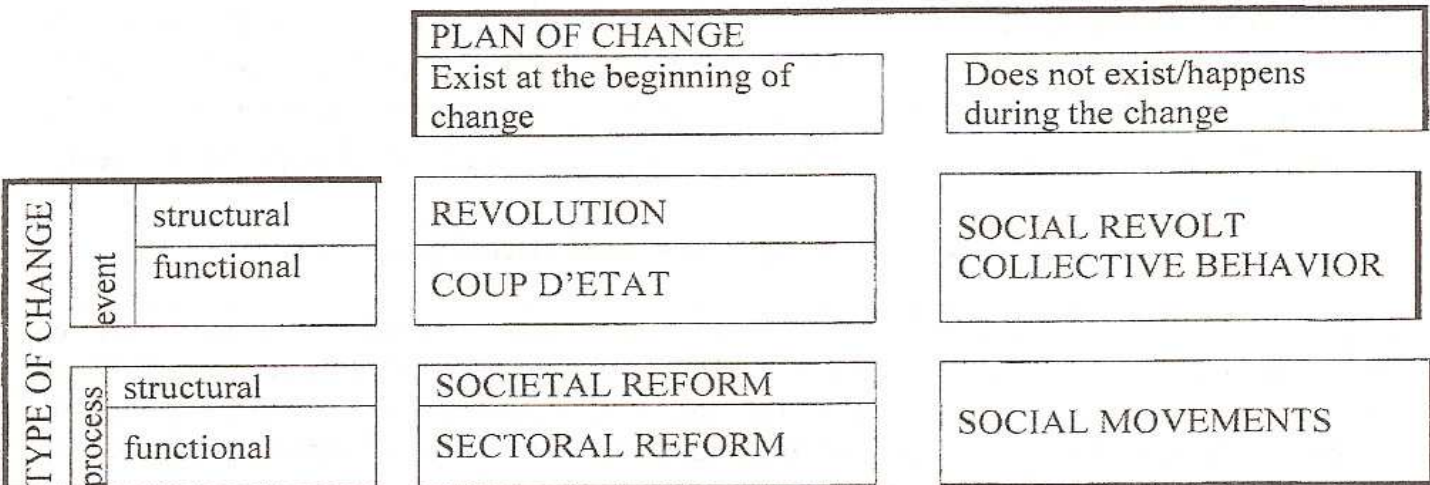 PLAN OF CHANGE
Exist at the beginning of
change
Does not exist/happens
during the change
TYPE OF CHANGE
event
structural
functional
REVOLUTION
COUP D'ETAT
SOCIAL REVOLT
COLLECTIVE BEHAVIOR
process
structural
functional
SOCIETAL REFORM
SECTORAL REFORM
SOCIAL MOVEMENTS